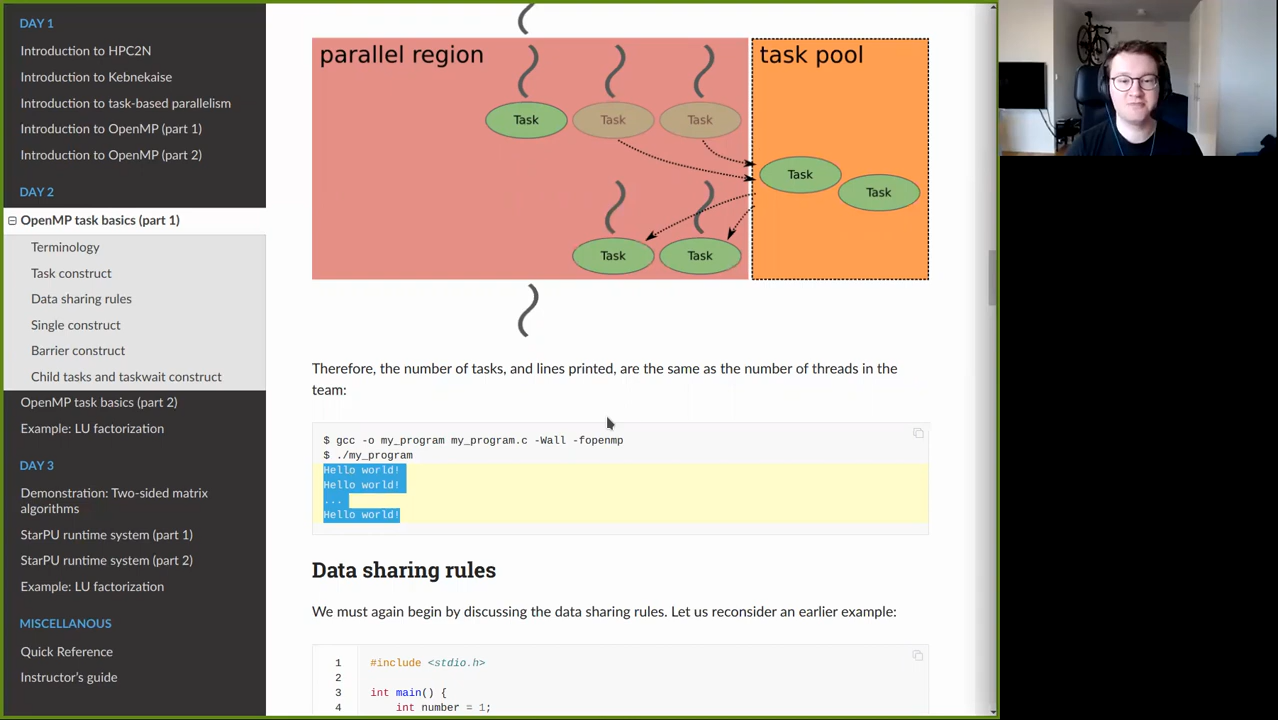 DAY 1
Introduction to HPC2N
Introduction to Kebnekaise
Introduction to task-based parallelism
Introduction to OpenMP (part 1)
Introduction to OpenMP (part 2)
DAY 2
OpenMP task basics (part 1)
Terminology
Task construct
Data sharing rules
Single construct
Barrier construct
Child tasks and taskwait construct
OpenMP task basics (part 2)
Example: LU factorization
DAY 3
Demonstration: Two-sided matrix
algorithms
StarPU runtime system (part 1)
StarPU runtime system (part 2)
Example: LU factorization
MISCELLANOUS
Quick Reference
Instructor's guide
parallel region
task pool
Task
Task
Task
Task
Task
Task
Task
Therefore, the number of tasks, and lines printed, are the same as the number of threads in the
team:
$ gcc -o my_program my_program.c -Wall -fopenmp
$ ./my_program
Hello world!
Hello world!
...
Hello world!
Data sharing rules
We must again begin by discussing the data sharing rules. Let us reconsider an earlier example:
1 #include <stdio.h>
2
3 int main() {
4 int number = 1;